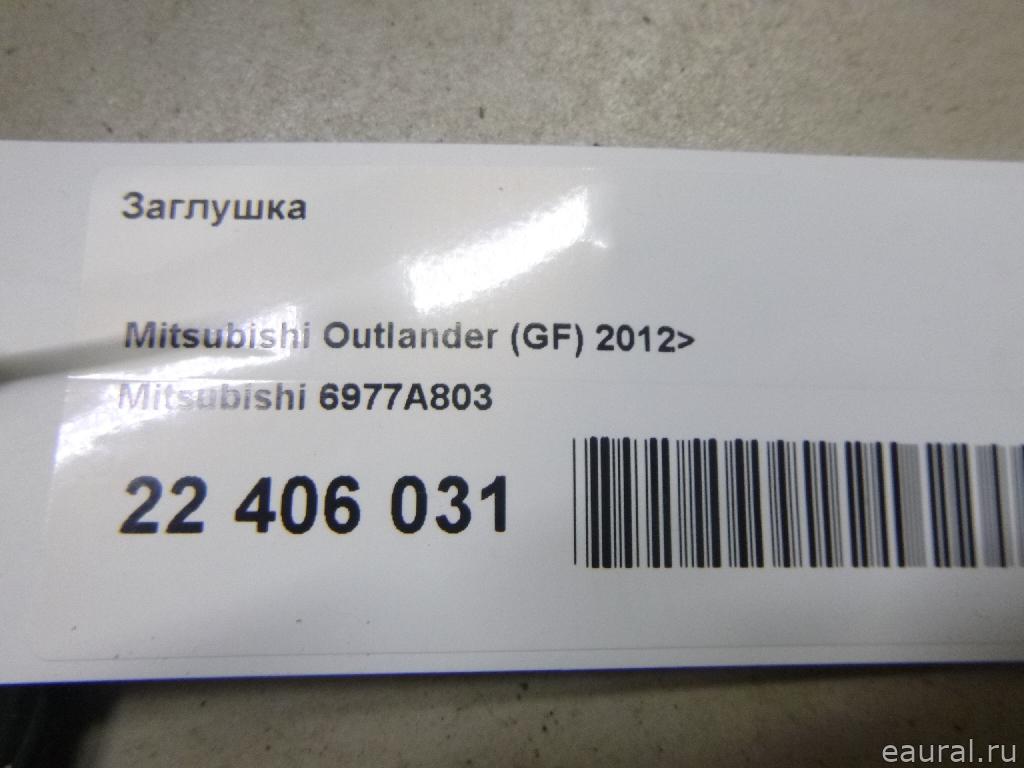 Заглушка
Mitsubishi Outlander (GF) 2012>
Mitsubishi 6977A803
22 406 031
eaural.ru